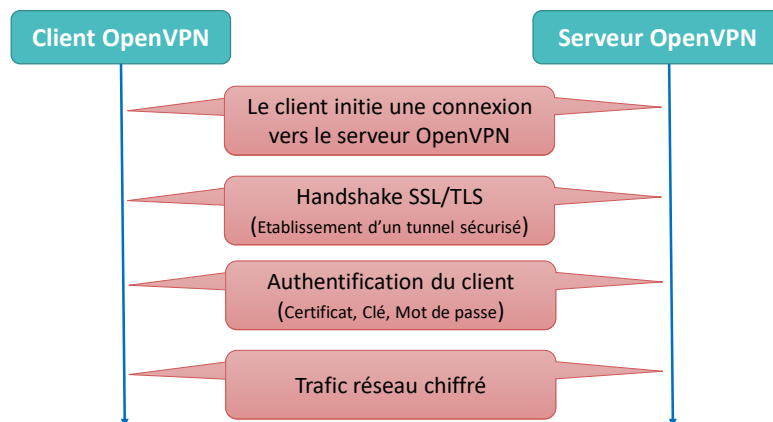 Client OpenVPN
Serveur OpenVPN
Le client initie une connexion
vers le serveur OpenVPN
Handshake SSL/TLS
(Etablissement d’un tunnel sécurisé)
Authentification du client
(Certificat, Clé, Mot de passe)
Trafic réseau chiffré